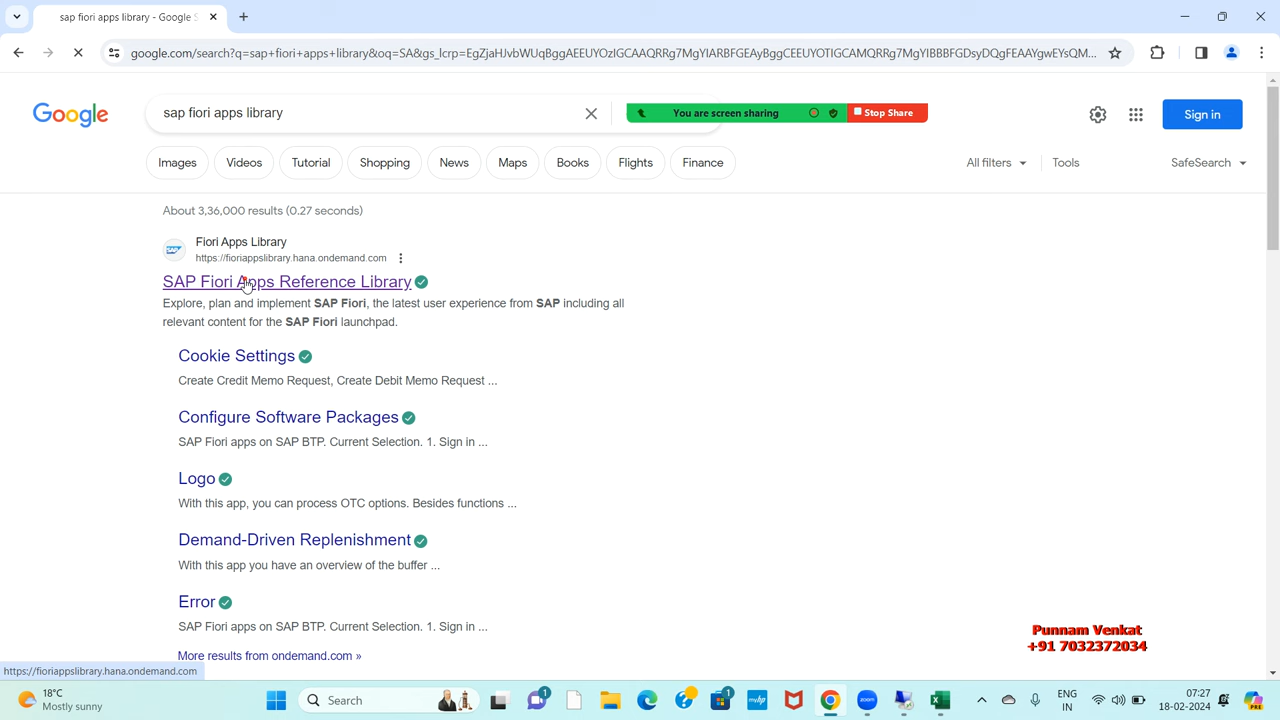 sap fiori apps library - Google S
google.com/search?q=sap+fiori+apps+library&oq=SA&gs_lcrp=EgZjaHJvbWUqBggAEEUYOzIGCAAQRRg7MgYIARBFGEAyBggCEEUYOTIGCAMQRRg7MgYIBBBFGDsyDQgFEAAYgwEYsQM...
Google
sap fiori apps library
You are screen sharing
Stop Share
Sign in
Images
Videos
Tutorial
Shopping
News
Maps
Books
Flights
Finance
All filters
Tools
SafeSearch
About 3,36,000 results (0.27 seconds)
SAP
Fiori Apps Library
https://fioriappslibrary.hana.ondemand.com
SAP Fiori Apps Reference Library
Explore, plan and implement SAP Fiori, the latest user experience from SAP including all
relevant content for the SAP Fiori launchpad.
Cookie Settings
Create Credit Memo Request, Create Debit Memo Request ...
Configure Software Packages
SAP Fiori apps on SAP BTP. Current Selection. 1. Sign in ...
Logo
With this app, you can process OTC options. Besides functions ...
Demand-Driven Replenishment
With this app you have an overview of the buffer ...
Error
SAP Fiori apps on SAP BTP. Current Selection. 1. Sign in ...
More results from ondemand.com »
Punnam Venkat
+91 7032372034
https://fioriappslibrary.hana.ondemand.com
18°C
Mostly sunny
Search
1
1
ENG
IN
07:27
18-02-2024
PRE